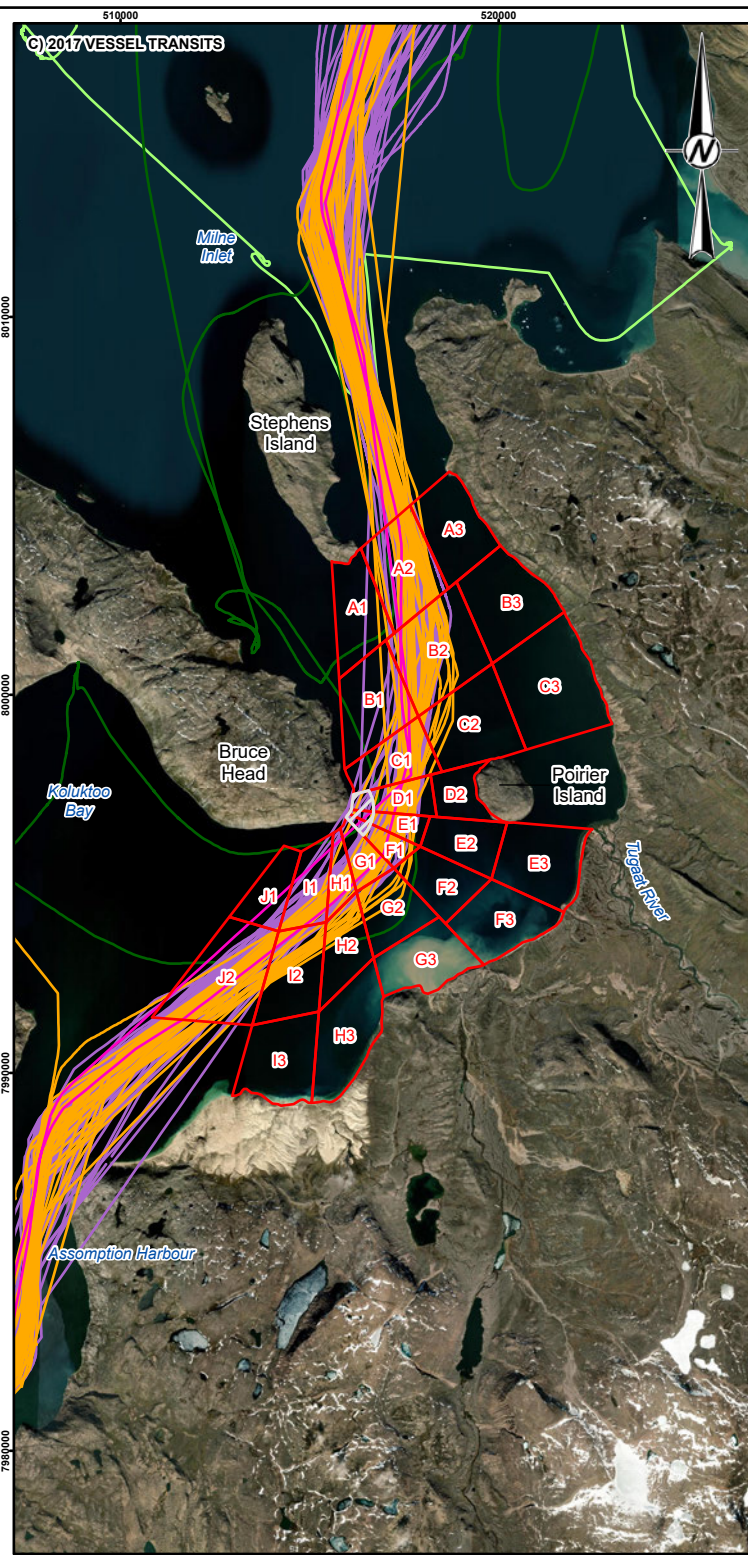 510000
520000
C) 2017 VESSEL TRANSITS
N
Milne
Inlet
8010000
Stephens
Island
A3
A2
A1
B3
B2
C3
B1
8000000
C2
Bruce
Head
C1
Poirier
Island
Koluktoo
Bay
D1
D2
E1
E2
F1
G1
E3
Tugaat River
H1
I1
J1
F2
G2
F3
H2
G3
J2
I2
H3
I3
7990000
Assomption Harbour
7980000